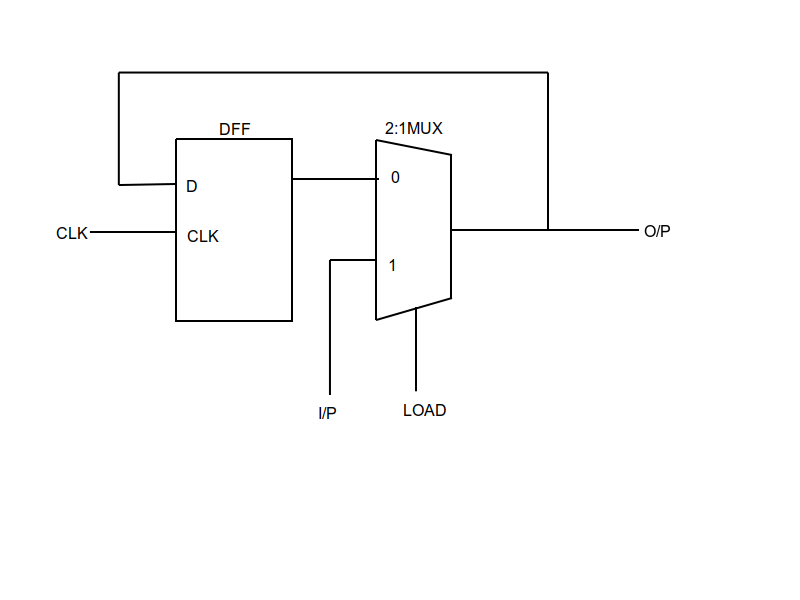 2:1MUX
DFF
0
D
CLK
CLK
O/P
1
I/P
LOAD